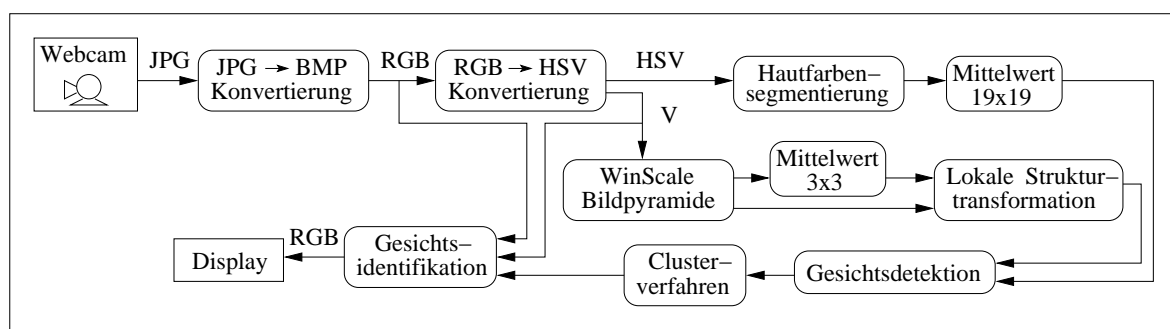 Webcam
JPG
JPG → BMP
Konvertierung
RGB
RGB → HSV
Konvertierung
HSV
Hautfarben–
segmentierung
Mittelwert
19x19
V
WinScale
Bildpyramide
Mittelwert
3x3
Lokale Struktur–
transformation
Display
RGB
Gesichts–
identifikation
Cluster–
verfahren
Gesichtsdetektion